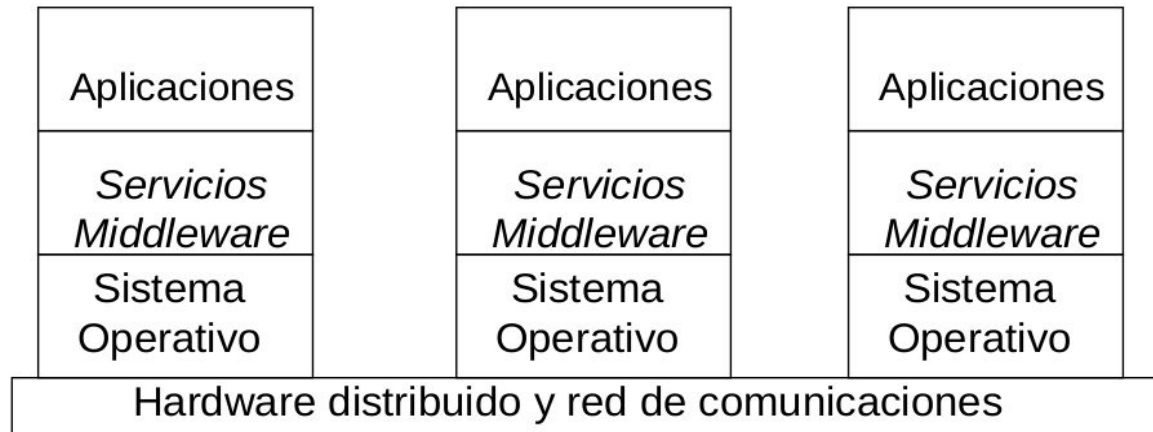 Aplicaciones
Aplicaciones
Aplicaciones
Servicios
Middleware
Servicios
Middleware
Servicios
Middleware
Sistema
Operativo
Sistema
Operativo
Sistema
Operativo
Hardware distribuido y red de comunicaciones